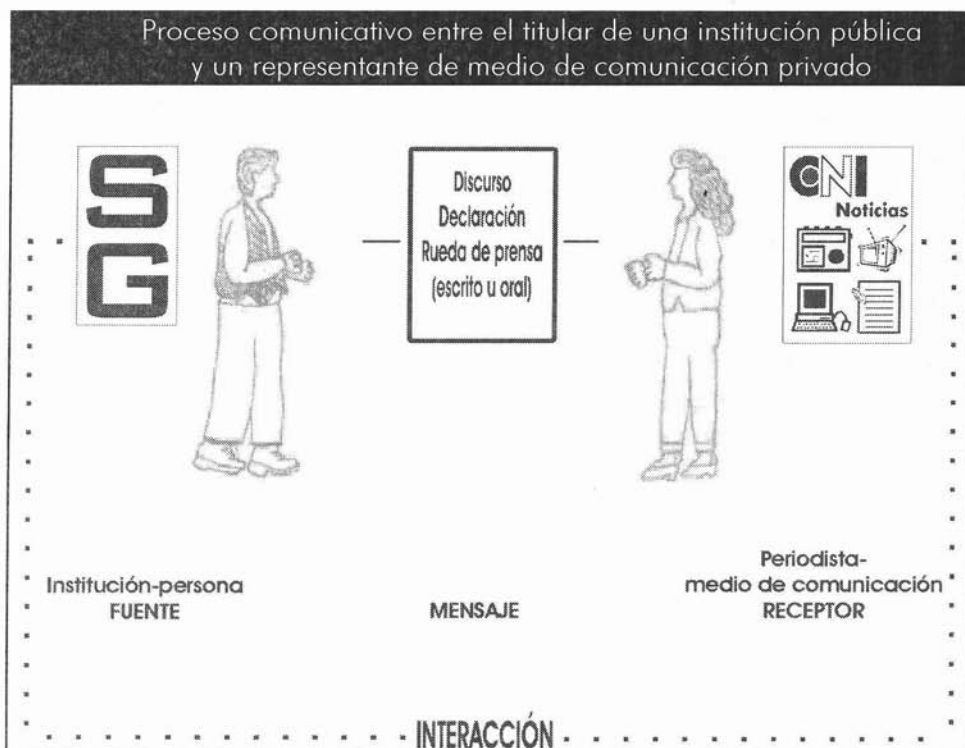 Proceso comunicativo entre el titular de una institución pública
y un representante de medio de comunicación privado
S
G
Discurso
Declaración
Rueda de prensa
(escrito u oral)
CNI
Noticias
Institución-persona
FUENTE
MENSAJE
Periodista-
medio de comunicación
RECEPTOR
INTERACCIÓN